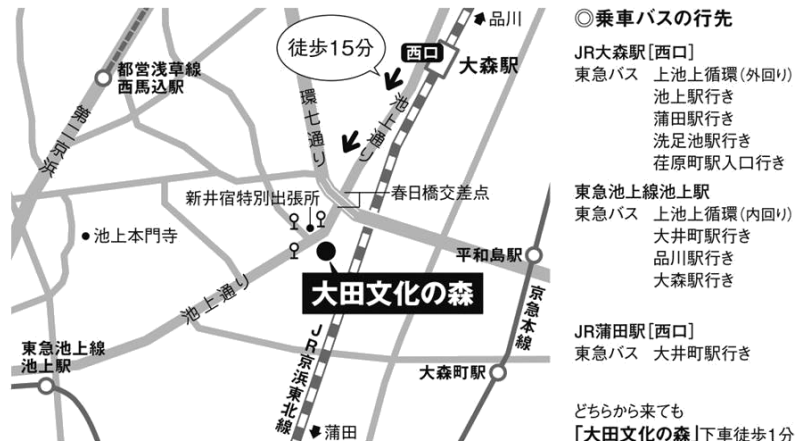 品川
徒歩15分
西口
大森駅
都営浅草線
西馬込駅
第二京浜
環七通り
池上通り
新井宿特別出張所
春日橋交差点
池上本門寺
平和島駅
大田文化の森
池上通り
京急本線
JR京浜東北線
東急池上線
池上駅
大森町駅
蒲田
◎乗車バスの行先
JR大森駅[西口]
東急バス 上池上循環(外回り)
池上駅行き
蒲田駅行き
洗足池駅行き
荏原町駅入口行き
東急池上線池上駅
東急バス 上池上循環(内回り)
大井町駅行き
品川駅行き
大森駅行き
JR蒲田駅[西口]
東急バス 大井町駅行き
どちらから来ても
「大田文化の森」下車徒歩1分